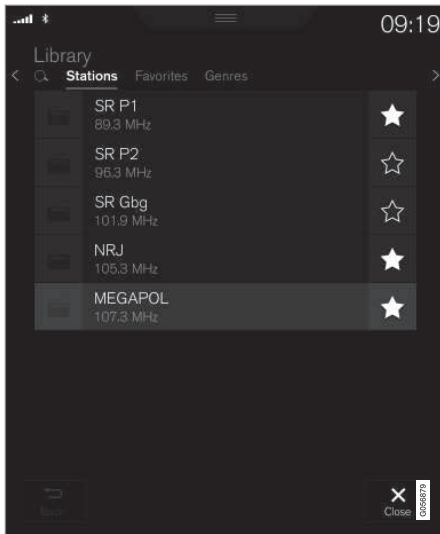 09:19
Library
Stations Favorites Genres
SR P1
89.3 MHz
SR P2
96.3 MHz
SR Gbg
101.9 MHz
NRJ
105.3 MHz
MEGAPOL
107.3 MHz
Close
G056879